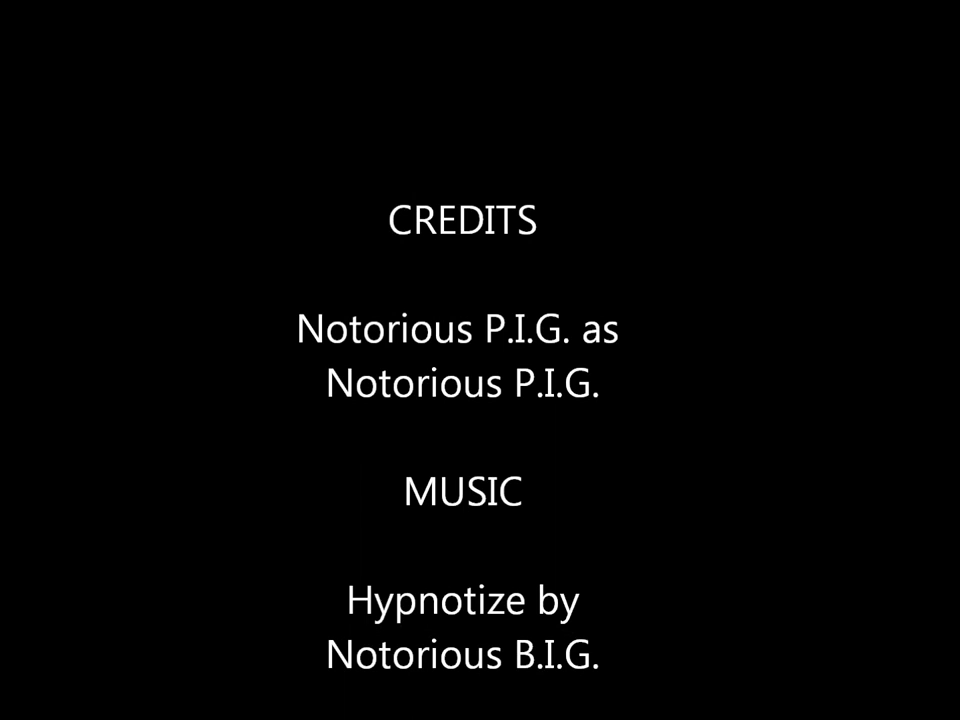 CREDITS
Notorious P.I.G. as
Notorious P.I.G.
MUSIC
Hypnotize by
Notorious B.I.G.